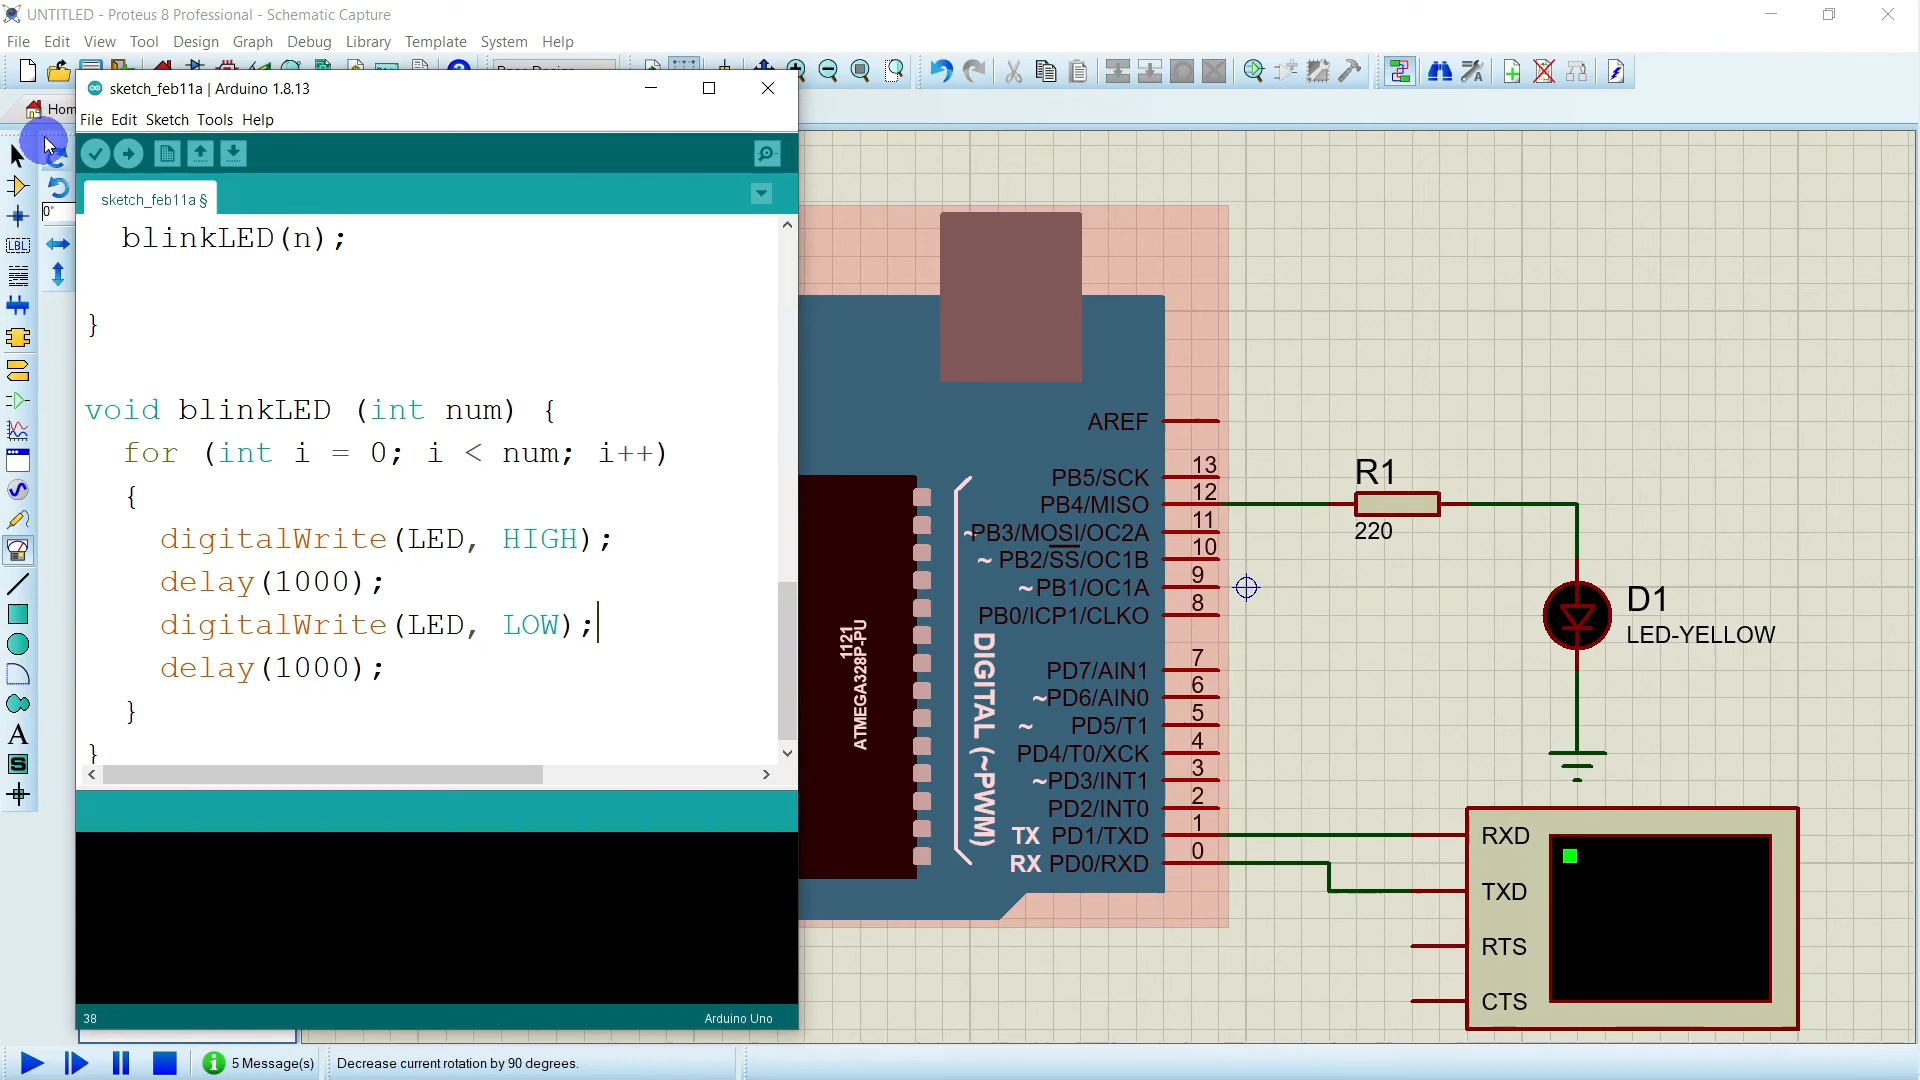 UNTITLED - Proteus 8 Professional - Schematic Capture
File Edit View Tool Design Graph Debug Library Template System Help
Hom
sketch_feb11a | Arduino 1.8.13
File Edit Sketch Tools Help
sketch_feb11a §
0°
LBL
A
S
blinkLED(n);
}
void blinkLED (int num) {
for (int i = 0; i < num; i++)
{
digitalWrite(LED, HIGH);
delay(1000);
digitalWrite(LED, LOW);
delay(1000);
}
}
38
Arduino Uno
1121
ATMEGA328P-PU
DIGITAL (~PWM)
AREF
PB5/SCK 13
PB4/MISO 12
~PB3/MOSI/OC2A 11
~ PB2/SS/OC1B 10
~PB1/OC1A 9
PB0/ICP1/CLKO 8
PD7/AIN1 7
~PD6/AIN0 6
~ PD5/T1 5
PD4/T0/XCK 4
~PD3/INT1 3
PD2/INT0 2
TX PD1/TXD 1
RX PD0/RXD 0
R1
220
D1
LED-YELLOW
RXD
TXD
RTS
CTS
5 Message(s)
Decrease current rotation by 90 degrees.